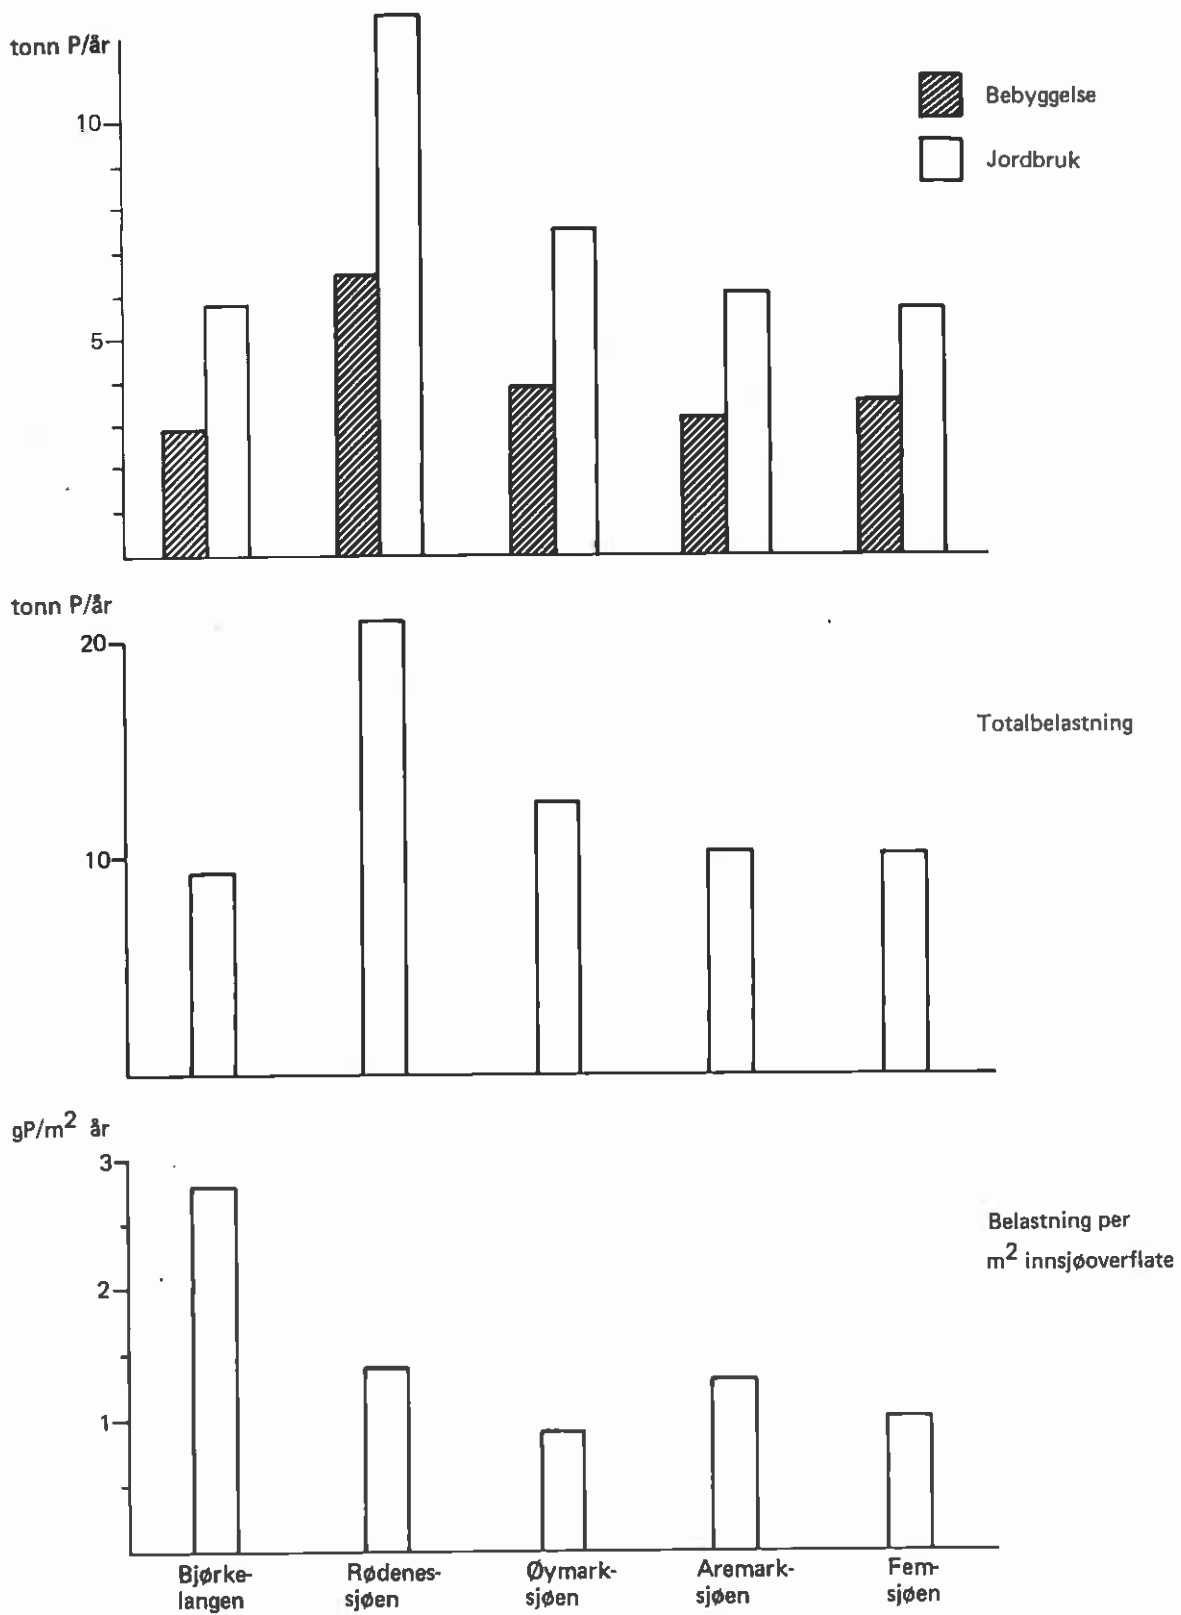 tonn P/år
10
5
Bebyggelse
Jordbruk
tonn P/år
20
10
Totalbelastning
gP/m2 år
3
2
1
Belastning per
m2 innsjøoverflate
Bjørke-
langen
Rødenes-
sjøen
Øymark-
sjøen
Aremark-
sjøen
Fem-
sjøen